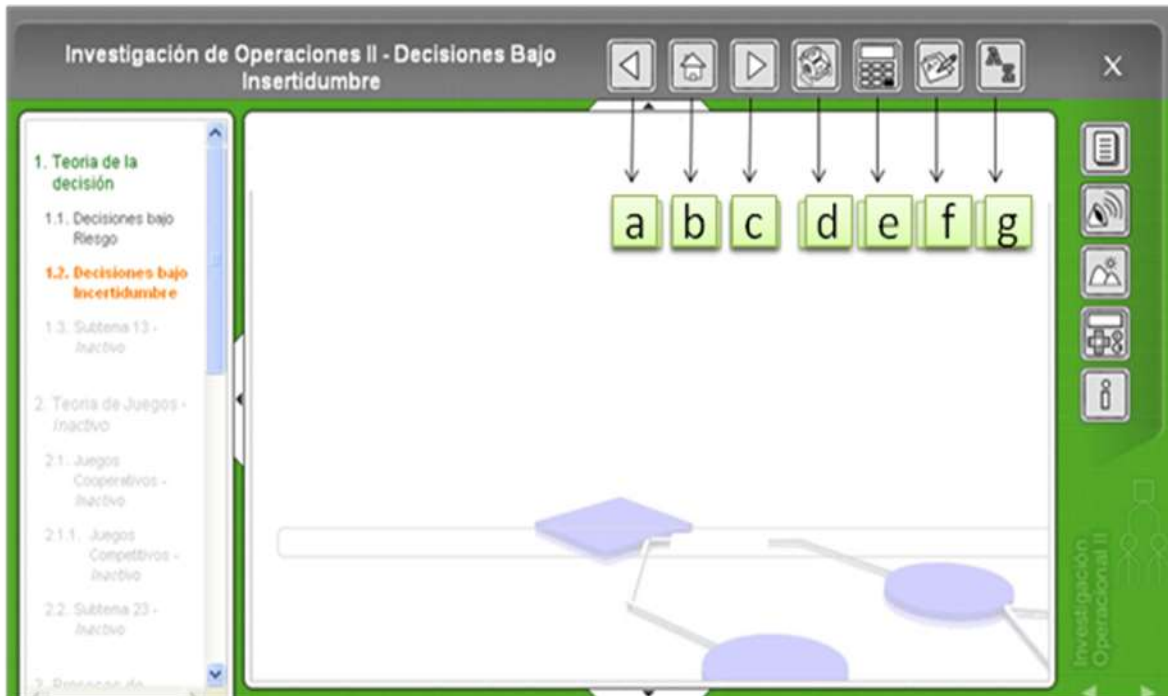 Investigación de Operaciones II - Decisiones Bajo
Insertidumbre
A
Z
X
a b c d e f g
1. Teoria de la
decisión
1.1. Decisiones bajo
Riesgo
1.2. Decisiones bajo
Incertidumbre
1.3. Subtema 13 -
Inactivo
2. Teoria de Juegos -
Inactivo
2.1. Juegos
Cooperativos -
Inactivo
2.1.1. Juegos
Competitivos -
Inactivo
2.2. Subtema 23 -
Inactivo
Investigación
Operacional II